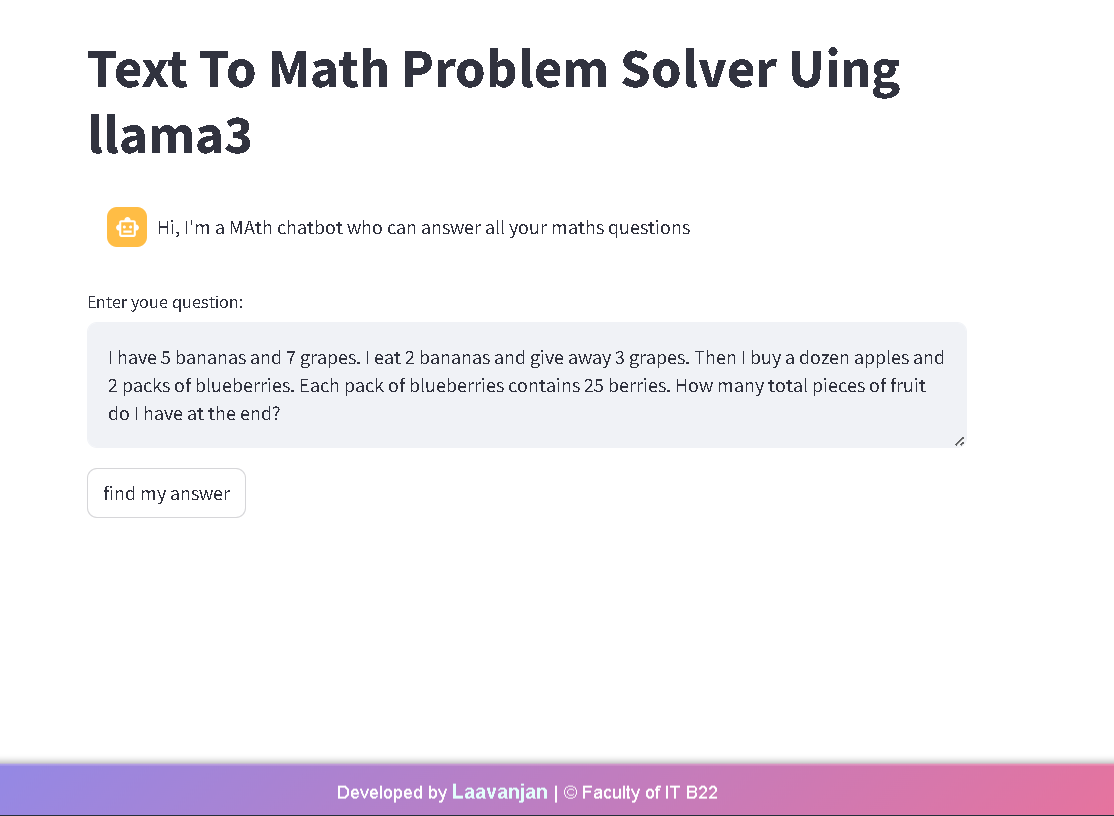 Text To Math Problem Solver Uing
llama3
Hi, I'm a MAth chatbot who can answer all your maths questions
Enter youe question:
I have 5 bananas and 7 grapes. I eat 2 bananas and give away 3 grapes. Then I buy a dozen apples and
2 packs of blueberries. Each pack of blueberries contains 25 berries. How many total pieces of fruit
do I have at the end?
find my answer
Developed by Laavanjan | © Faculty of IT B22